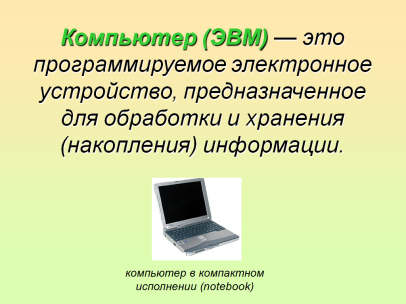 Компьютер (ЭВМ) — это
программируемое электронное
устройство, предназначенное
для обработки и хранения
(накопления) информации.
компьютер в компактном
исполнении (notebook)